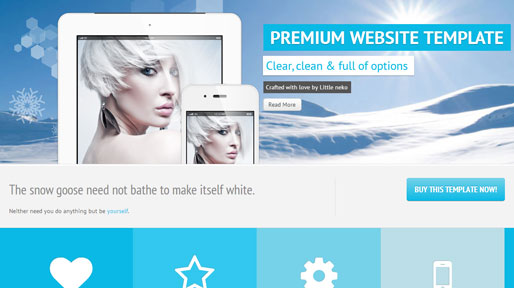 PREMIUM WEBSITE TEMPLATE
Clear, clean & full of options
Crafted with love by Little neko
Read More
The snow goose need not bathe to make itself white.
BUY THIS TEMPLATE NOW!
Neither need you do anything but be yourself.